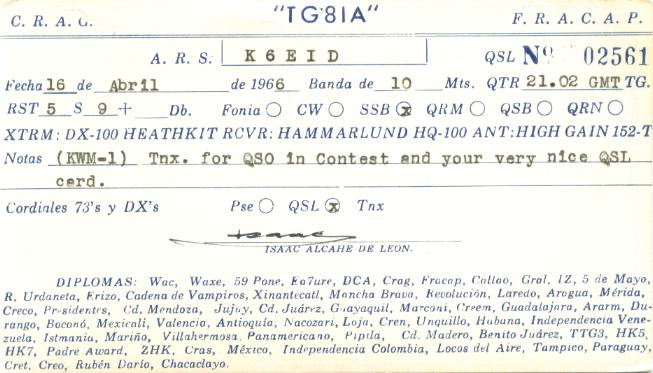 C. R. A. G. "TG8IA" F. R. A. C. A. P.
A. R. S. K6EID QSL Nº 02561
Fecha 16 de Abril de 1966 Banda de 10 Mts. QTR 21.02 GMT TG.
RST 5 S 9 + Db. Fonia CW SSB x QRM QSB QRN
XTRM: DX-100 HEATHKIT RCVR: HAMMARLUND HQ-100 ANT: HIGH GAIN 152-T
Notas (KWM-1) Tnx. for QSO in Contest and your very nice QSL
card.
Cordiales 73's y DX's Pse QSL x Tnx
Isaac
ISAAC ALCAHE DE LEON.
DIPLOMAS: Wac, Waxe, 59 Pone, Ea7ure, DCA, Crag, Fracap, Callao, Gral. IZ, 5 de Mayo,
R. Urdaneta, Erizo, Cadena de Vampiros, Xinantecatl, Mancha Brava, Revolución, Laredo, Aragua, Mérida,
Creco, Presidentes, Cd. Mendoza, Jujuy, Cd. Juárez, Guayaquil, Marconi, Creem, Guadalajara, Ararm, Du-
rango, Boconó, Mexicali, Valencia, Antioquía, Nacozari, Loja, Cren, Unquillo, Habana, Independencia Vene-
zuela, Istmania, Mariño, Villahermosa, Panamericano, Pipila, Cd. Madero, Benito Juárez, TTG3, HK5,
HK7, Padre Award, ZHK, Cras, México, Independencia Colombia, Locos del Aire, Tampico, Paraguay,
Cret, Creo, Rubén Darío, Chacaclayo.